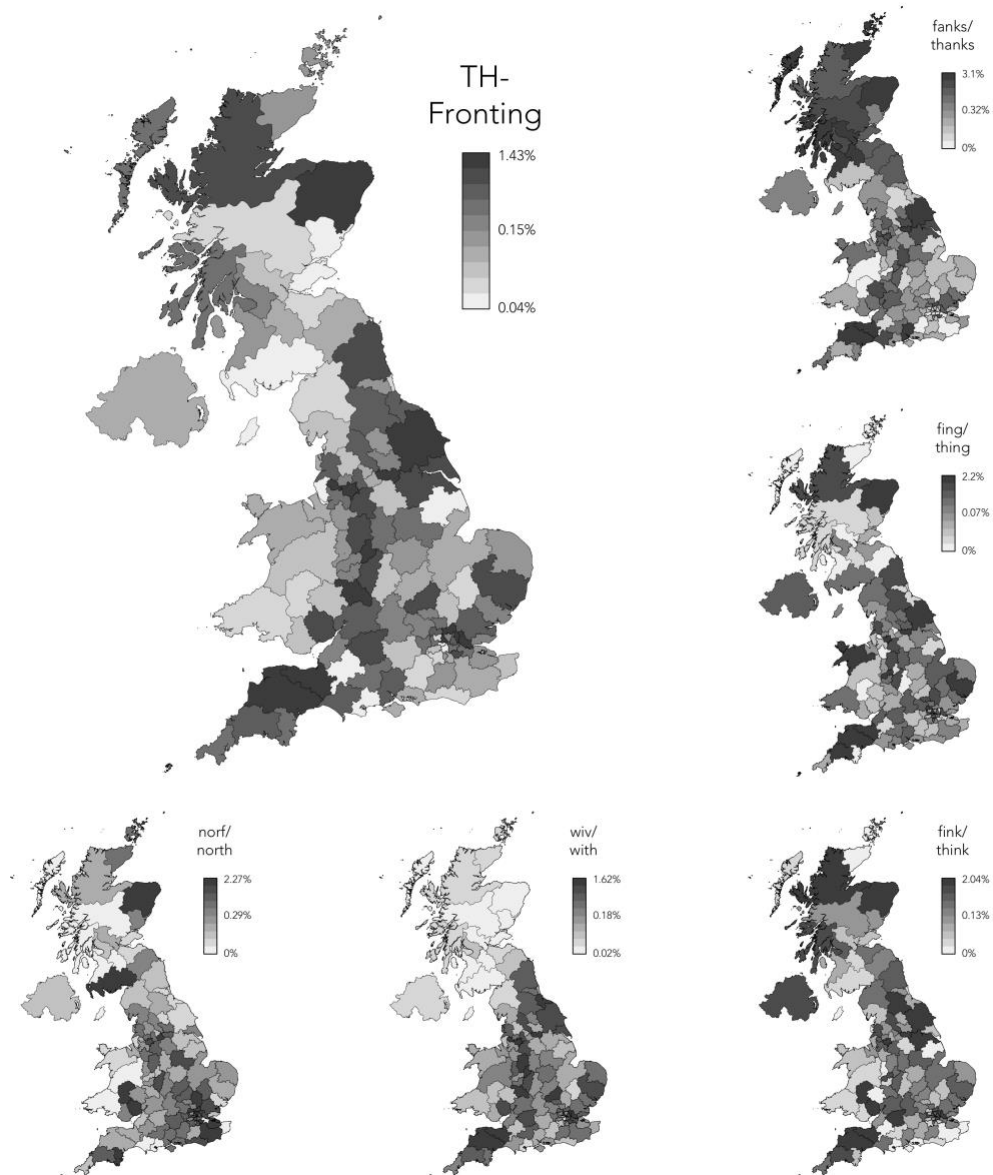 TH-
Fronting
1.43%
0.15%
0.04%
fanks/
thanks
3.1%
0.32%
0%
fing/
thing
2.2%
0.07%
0%
norf/
north
2.27%
0.29%
0%
wiv/
with
1.62%
0.18%
0.02%
fink/
think
2.04%
0.13%
0%